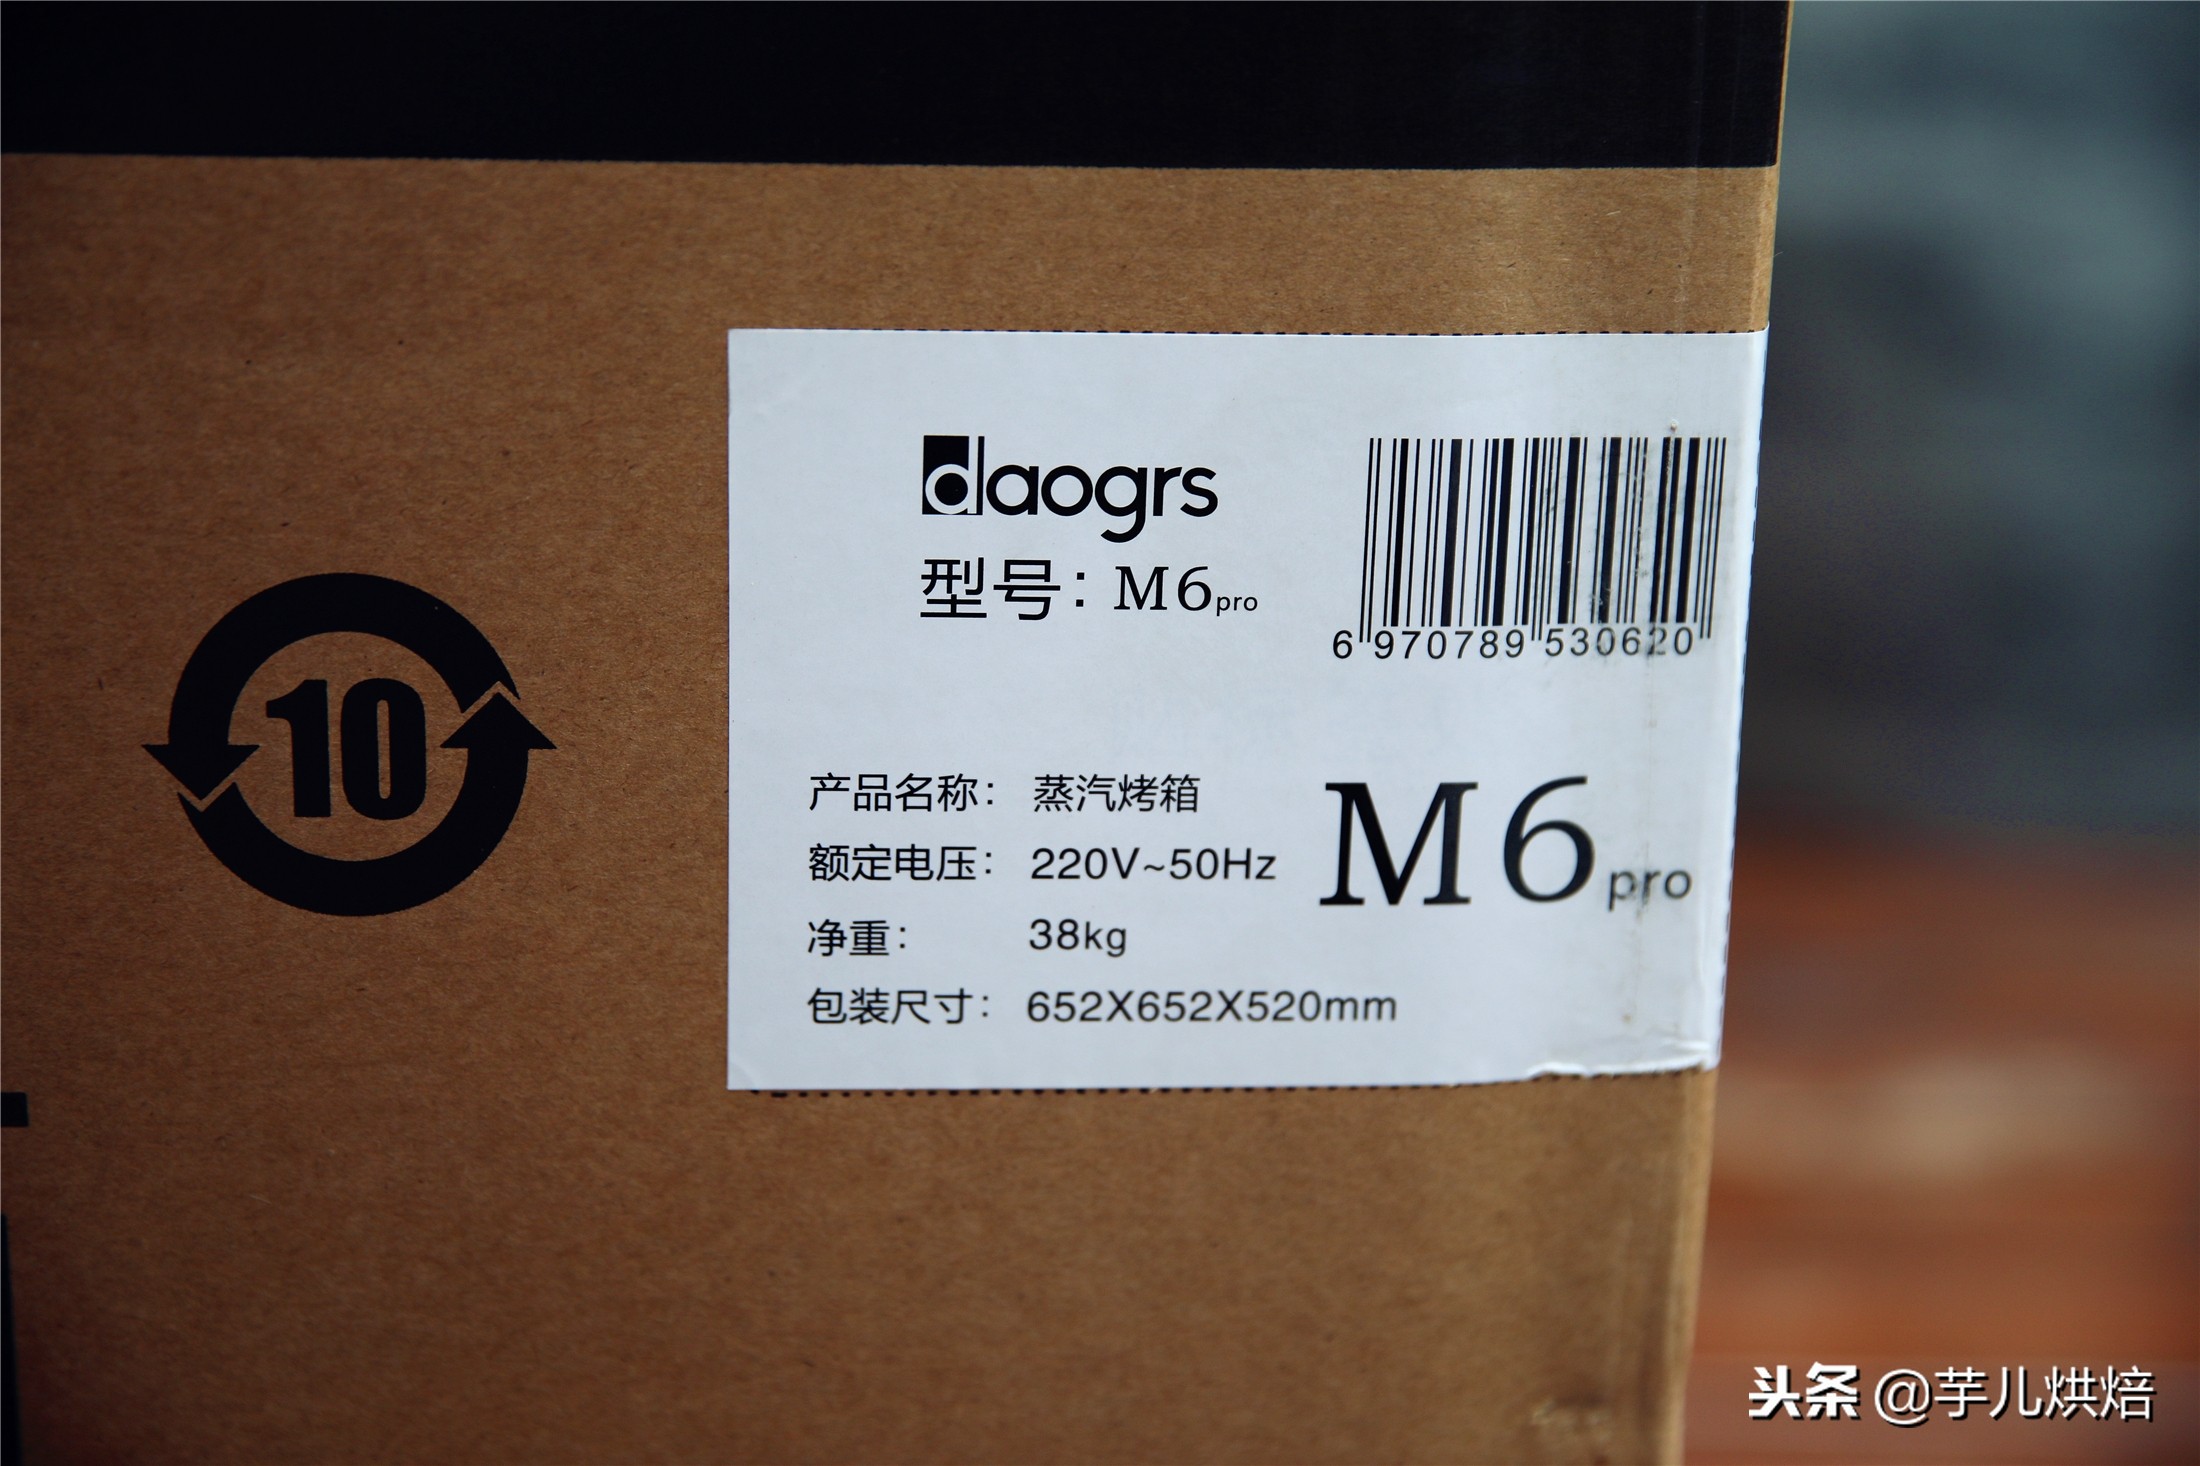 daogrs
型号：M6pro
6 970789 530620
10
产品名称： 蒸汽烤箱
额定电压： 220V~50Hz
M6pro
净重： 38kg
包装尺寸： 652X652X520mm
头条 @芋儿烘焙